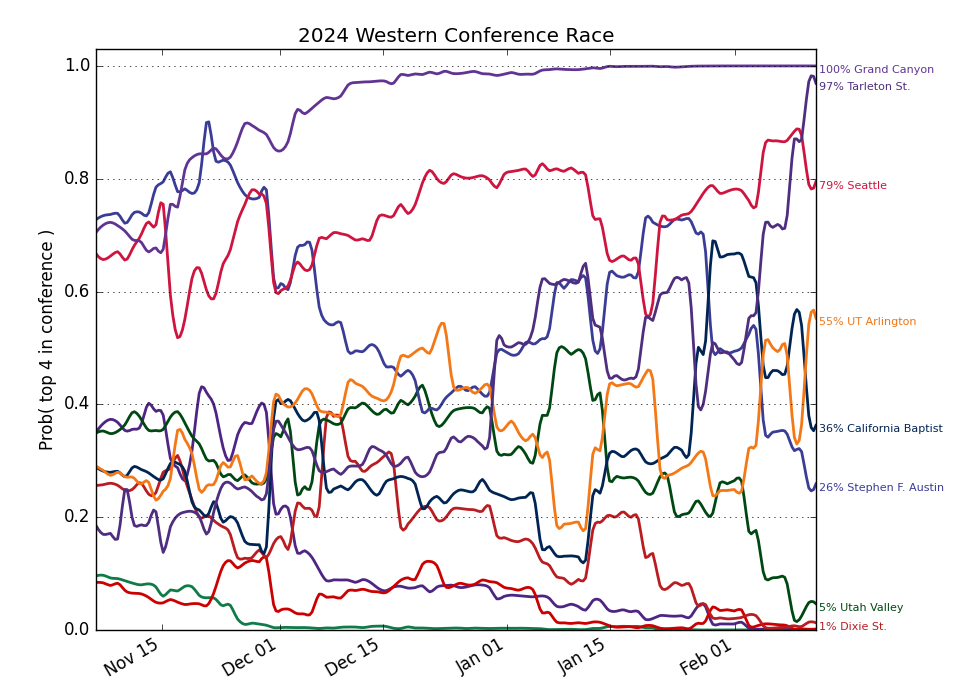 2024 Western Conference Race
Prob( top 4 in conference )
1.0
0.8
0.6
0.4
0.2
0.0
Nov 15
Dec 01
Dec 15
Jan 01
Jan 15
Feb 01
100% Grand Canyon
97% Tarleton St.
79% Seattle
55% UT Arlington
36% California Baptist
26% Stephen F. Austin
5% Utah Valley
1% Dixie St.